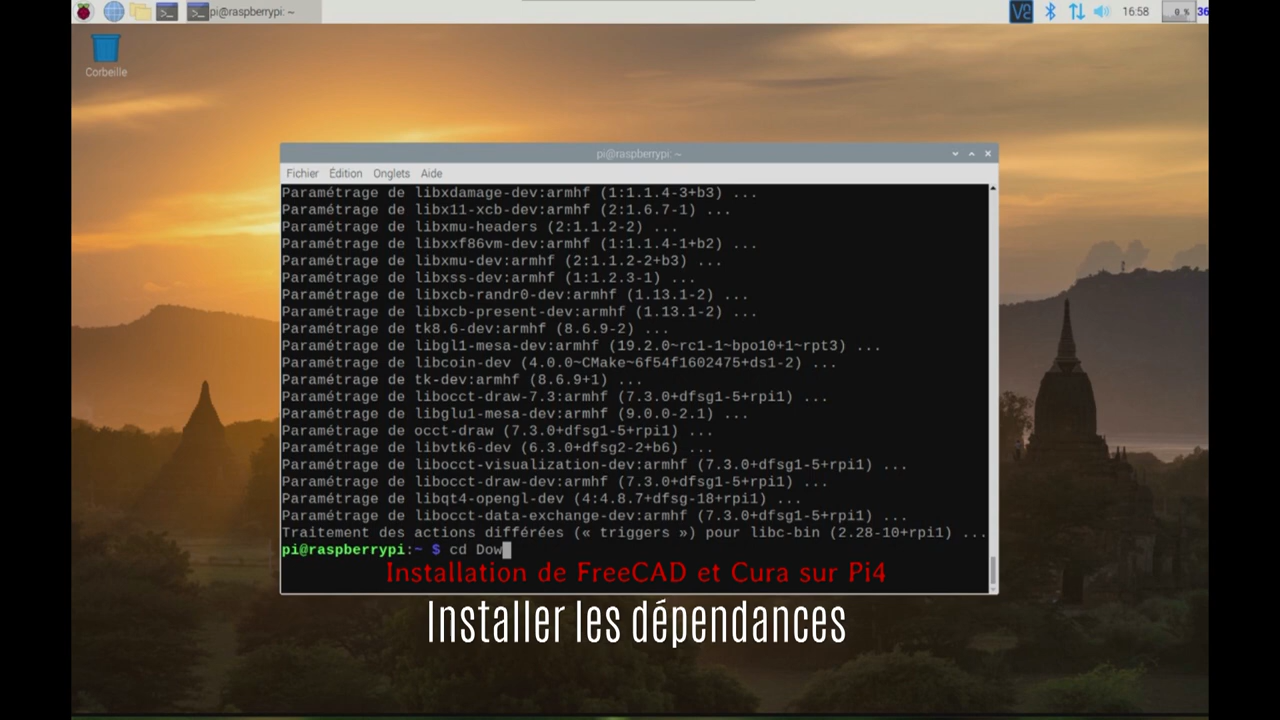 pi@raspberrypi: ~
V2
16:58
0 %
36
Corbeille
pi@raspberrypi: ~
Fichier Édition Onglets Aide
Paramétrage de libxdamage-dev:armhf (1:1.1.4-3+b3) ...
Paramétrage de libx11-xcb-dev:armhf (2:1.6.7-1) ...
Paramétrage de libxmu-headers (2:1.1.2-2) ...
Paramétrage de libxxf86vm-dev:armhf (1:1.1.4-1+b2) ...
Paramétrage de libxmu-dev:armhf (2:1.1.2-2+b3) ...
Paramétrage de libxss-dev:armhf (1:1.2.3-1) ...
Paramétrage de libxcb-randr0-dev:armhf (1.13.1-2) ...
Paramétrage de libxcb-present-dev:armhf (1.13.1-2) ...
Paramétrage de tk8.6-dev:armhf (8.6.9-2) ...
Paramétrage de libgl1-mesa-dev:armhf (19.2.0~rc1-1~bpo10+1~rpt3) ...
Paramétrage de libcoin-dev (4.0.0~CMake~6f54f1602475+ds1-2) ...
Paramétrage de tk-dev:armhf (8.6.9+1) ...
Paramétrage de libocct-draw-7.3:armhf (7.3.0+dfsg1-5+rpi1) ...
Paramétrage de libglu1-mesa-dev:armhf (9.0.0-2.1) ...
Paramétrage de occt-draw (7.3.0+dfsg1-5+rpi1) ...
Paramétrage de libvtk6-dev (6.3.0+dfsg2-2+b6) ...
Paramétrage de libocct-visualization-dev:armhf (7.3.0+dfsg1-5+rpi1) ...
Paramétrage de libocct-draw-dev:armhf (7.3.0+dfsg1-5+rpi1) ...
Paramétrage de libqt4-opengl-dev (4:4.8.7+dfsg-18+rpi1) ...
Paramétrage de libocct-data-exchange-dev:armhf (7.3.0+dfsg1-5+rpi1) ...
Traitement des actions différées (« triggers ») pour libc-bin (2.28-10+rpi1) ...
pi@raspberrypi:~ $ cd Dow
Installation de FreeCAD et Cura sur Pi4
Installer les dépendances